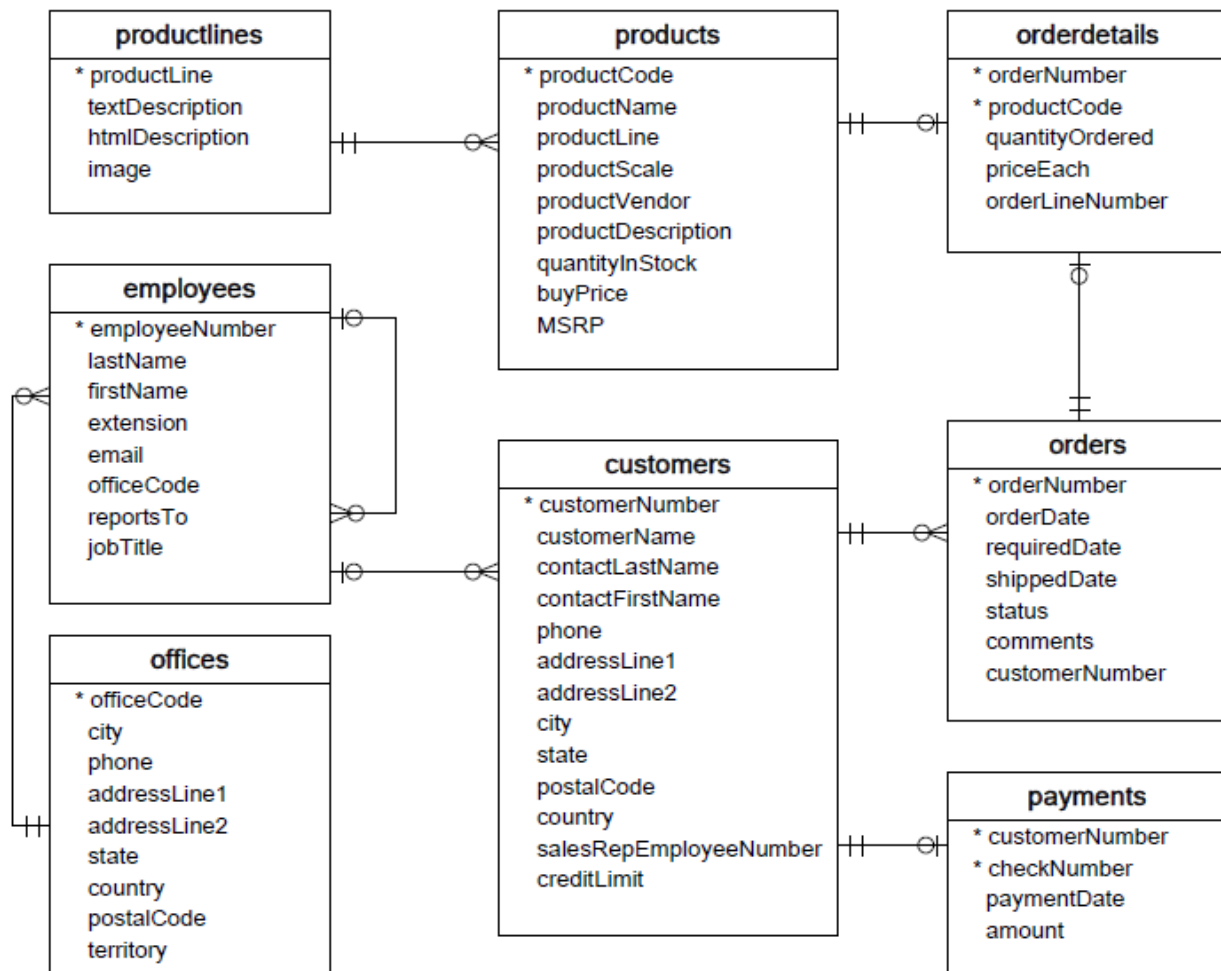 productlines
* productLine
textDescription
htmlDescription
image
products
* productCode
productName
productLine
productScale
productVendor
productDescription
quantityInStock
buyPrice
MSRP
orderdetails
* orderNumber
* productCode
quantityOrdered
priceEach
orderLineNumber
employees
* employeeNumber
lastName
firstName
extension
email
officeCode
reportsTo
jobTitle
customers
* customerNumber
customerName
contactLastName
contactFirstName
phone
addressLine1
addressLine2
city
state
postalCode
country
salesRepEmployeeNumber
creditLimit
orders
* orderNumber
orderDate
requiredDate
shippedDate
status
comments
customerNumber
offices
* officeCode
city
phone
addressLine1
addressLine2
state
country
postalCode
territory
payments
* customerNumber
* checkNumber
paymentDate
amount